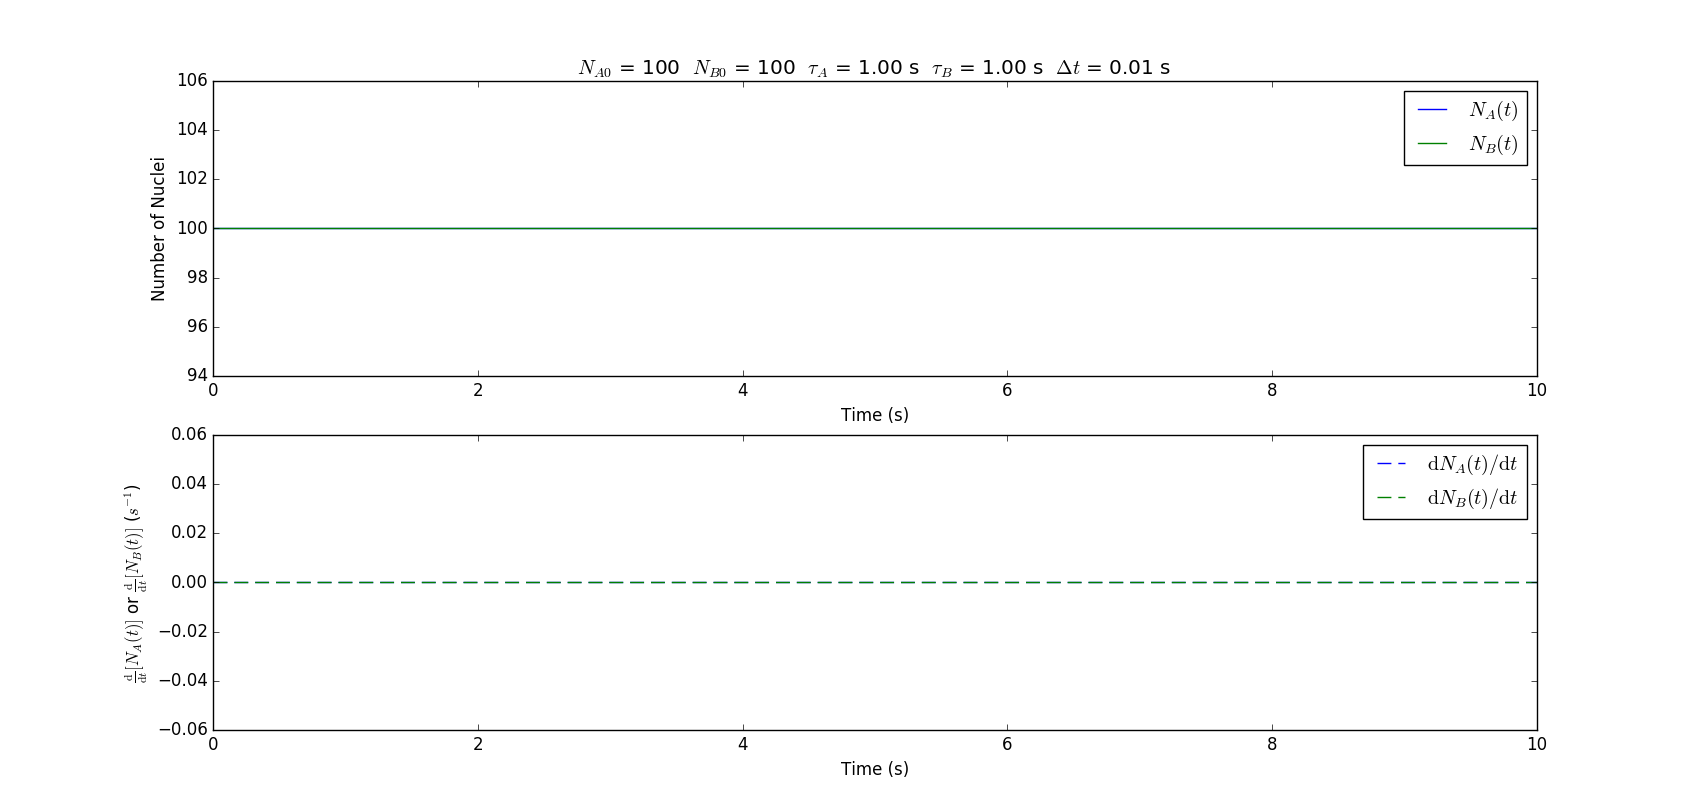 N_A0 = 100 N_B0 = 100 τ_A = 1.00 s τ_B = 1.00 s Δt = 0.01 s
106
104
102
100
98
96
94
Number of Nuclei
N_A(t)
N_B(t)
0 2 4 6 8 10
Time (s)
0.06
0.04
0.02
0.00
−0.02
−0.04
−0.06
d/dt[N_A(t)] or d/dt[N_B(t)] (s^−1)
dN_A(t)/dt
dN_B(t)/dt
0 2 4 6 8 10
Time (s)